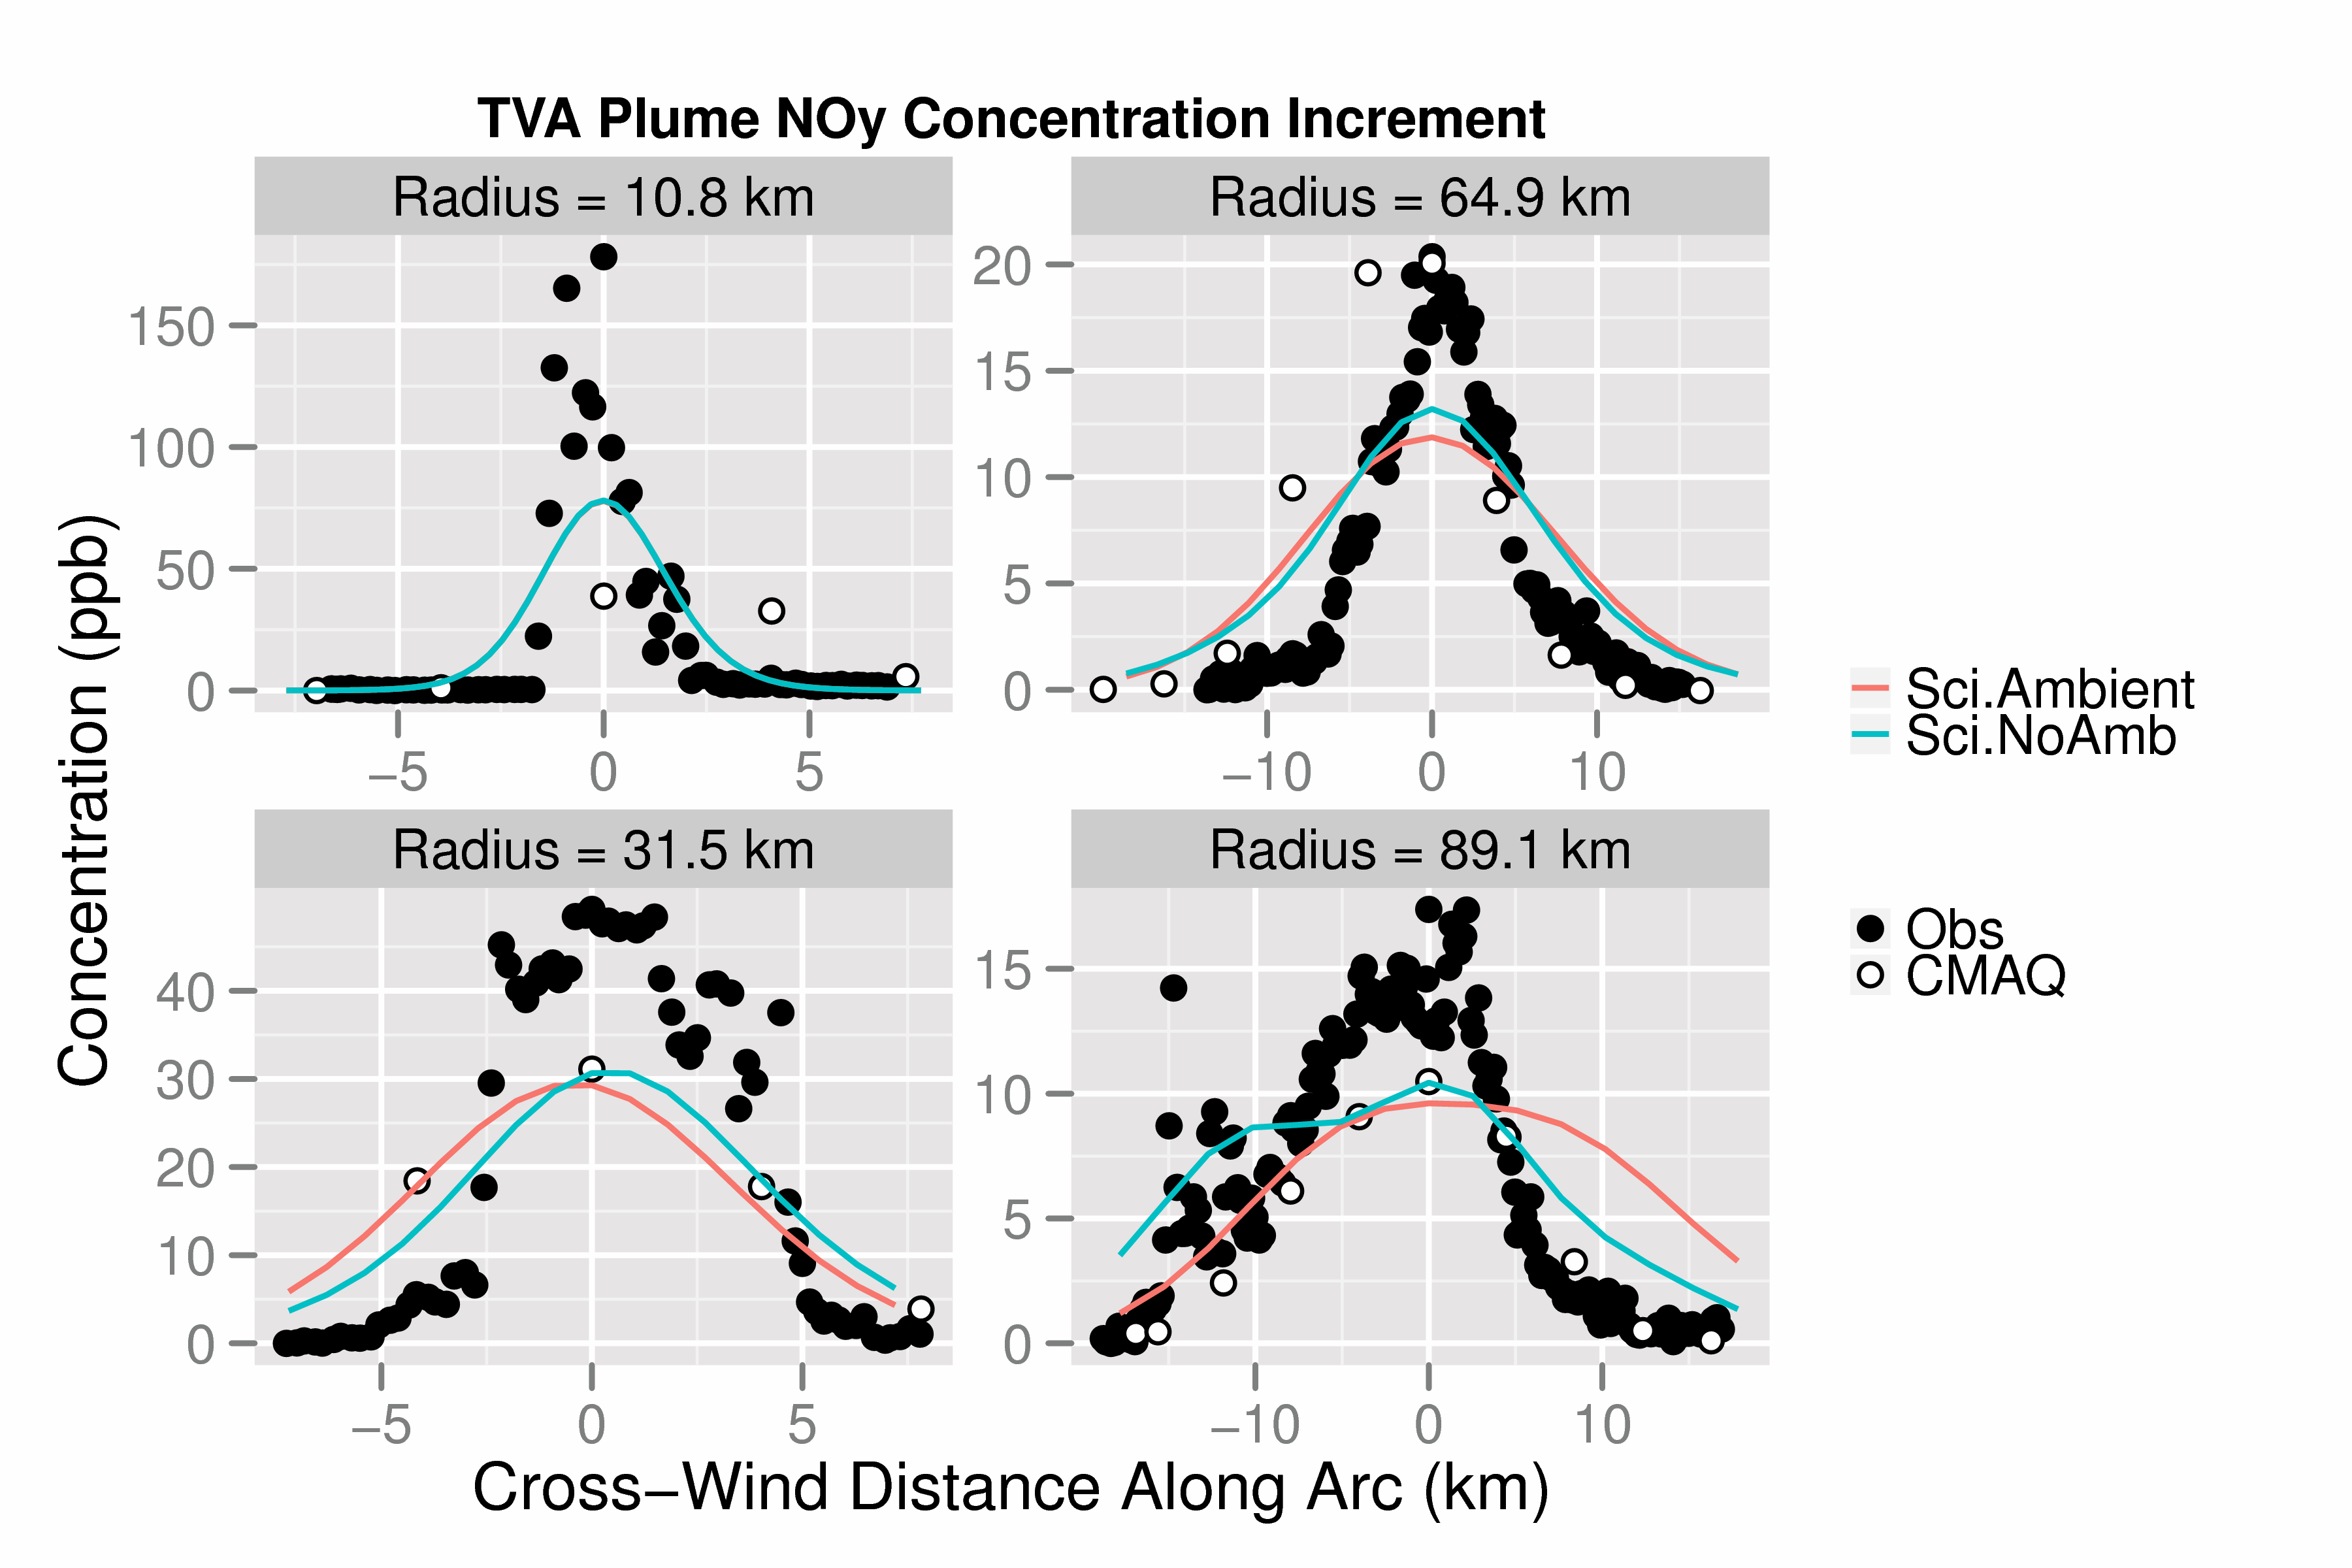 TVA Plume NOy Concentration Increment
Concentration (ppb)
Radius = 10.8 km
150
100
50
0
−5 0 5
Radius = 64.9 km
20
15
10
5
0
−10 0 10
Radius = 31.5 km
40
30
20
10
0
−5 0 5
Radius = 89.1 km
15
10
5
0
−10 0 10
Cross−Wind Distance Along Arc (km)
Sci.Ambient
Sci.NoAmb
Obs
CMAQ